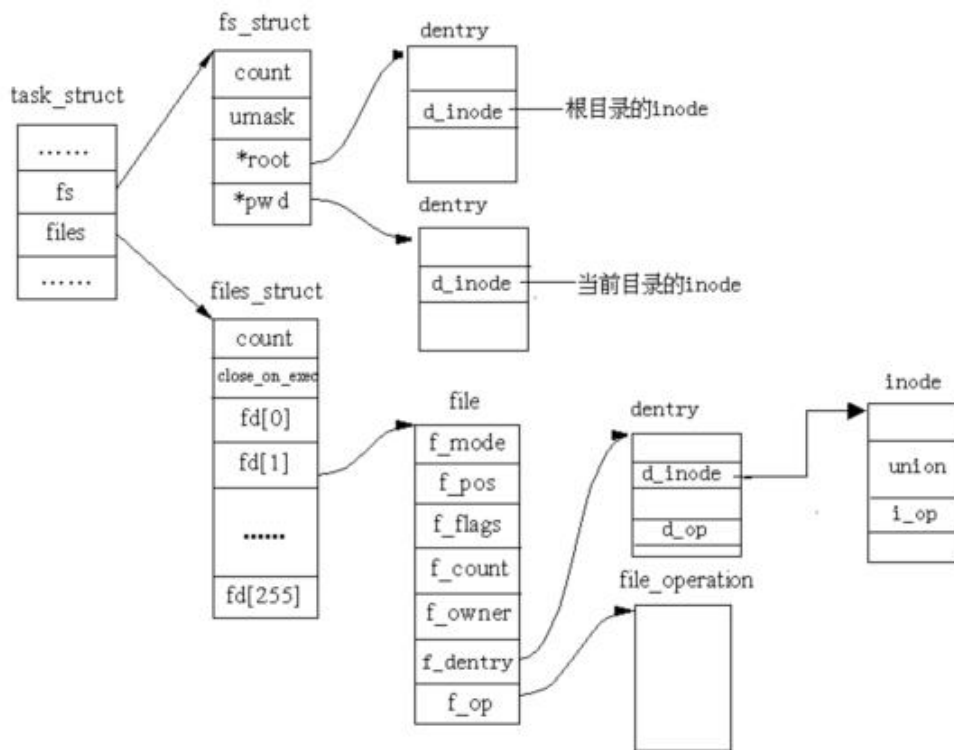 task_struct
……
fs
files
……
fs_struct
count
umask
*root
*pwd
dentry
d_inode
根目录的inode
dentry
d_inode
当前目录的inode
files_struct
count
close_on_exec
fd[0]
fd[1]
……
fd[255]
file
f_mode
f_pos
f_flags
f_count
f_owner
f_dentry
f_op
dentry
d_inode
d_op
file_operation
inode
union
i_op